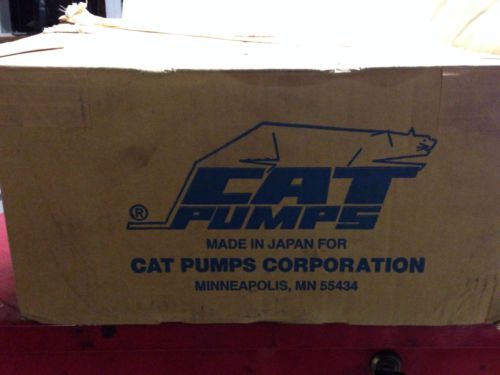 CAT
PUMPS
®
MADE IN JAPAN FOR
CAT PUMPS CORPORATION
MINNEAPOLIS, MN 55434